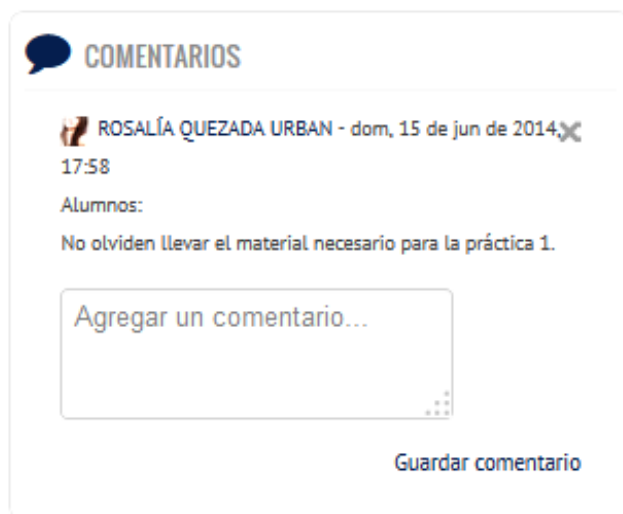 COMENTARIOS
ROSALÍA QUEZADA URBAN - dom, 15 de jun de 2014,
17:58
Alumnos:
No olviden llevar el material necesario para la práctica 1.
Agregar un comentario...
Guardar comentario